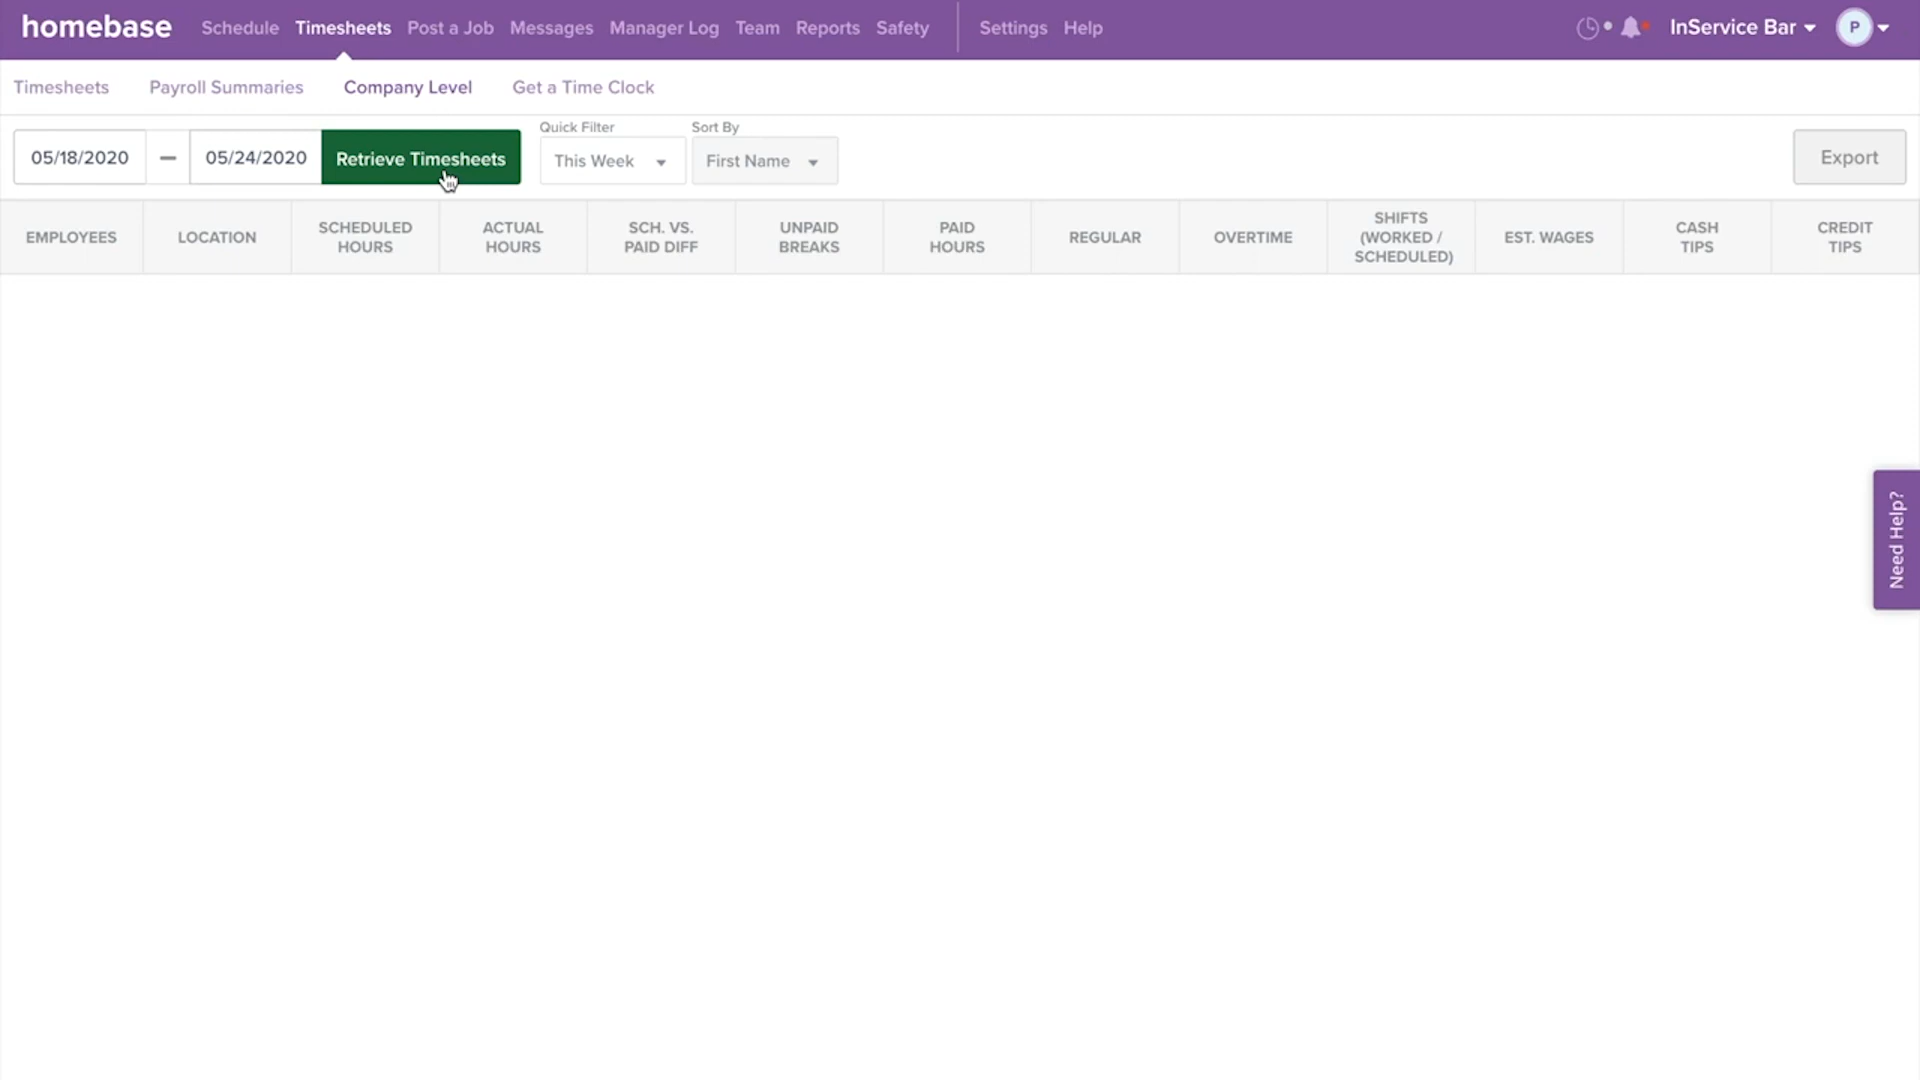 homebase Schedule Timesheets Post a Job Messages Manager Log Team Reports Safety Settings Help InService Bar P
Timesheets Payroll Summaries Company Level Get a Time Clock
Quick Filter Sort By
05/18/2020 — 05/24/2020 Retrieve Timesheets This Week First Name Export
EMPLOYEES
LOCATION
SCHEDULED
HOURS
ACTUAL
HOURS
SCH. VS.
PAID DIFF
UNPAID
BREAKS
PAID
HOURS
REGULAR
OVERTIME
SHIFTS
(WORKED /
SCHEDULED)
EST. WAGES
CASH
TIPS
CREDIT
TIPS
Need Help?